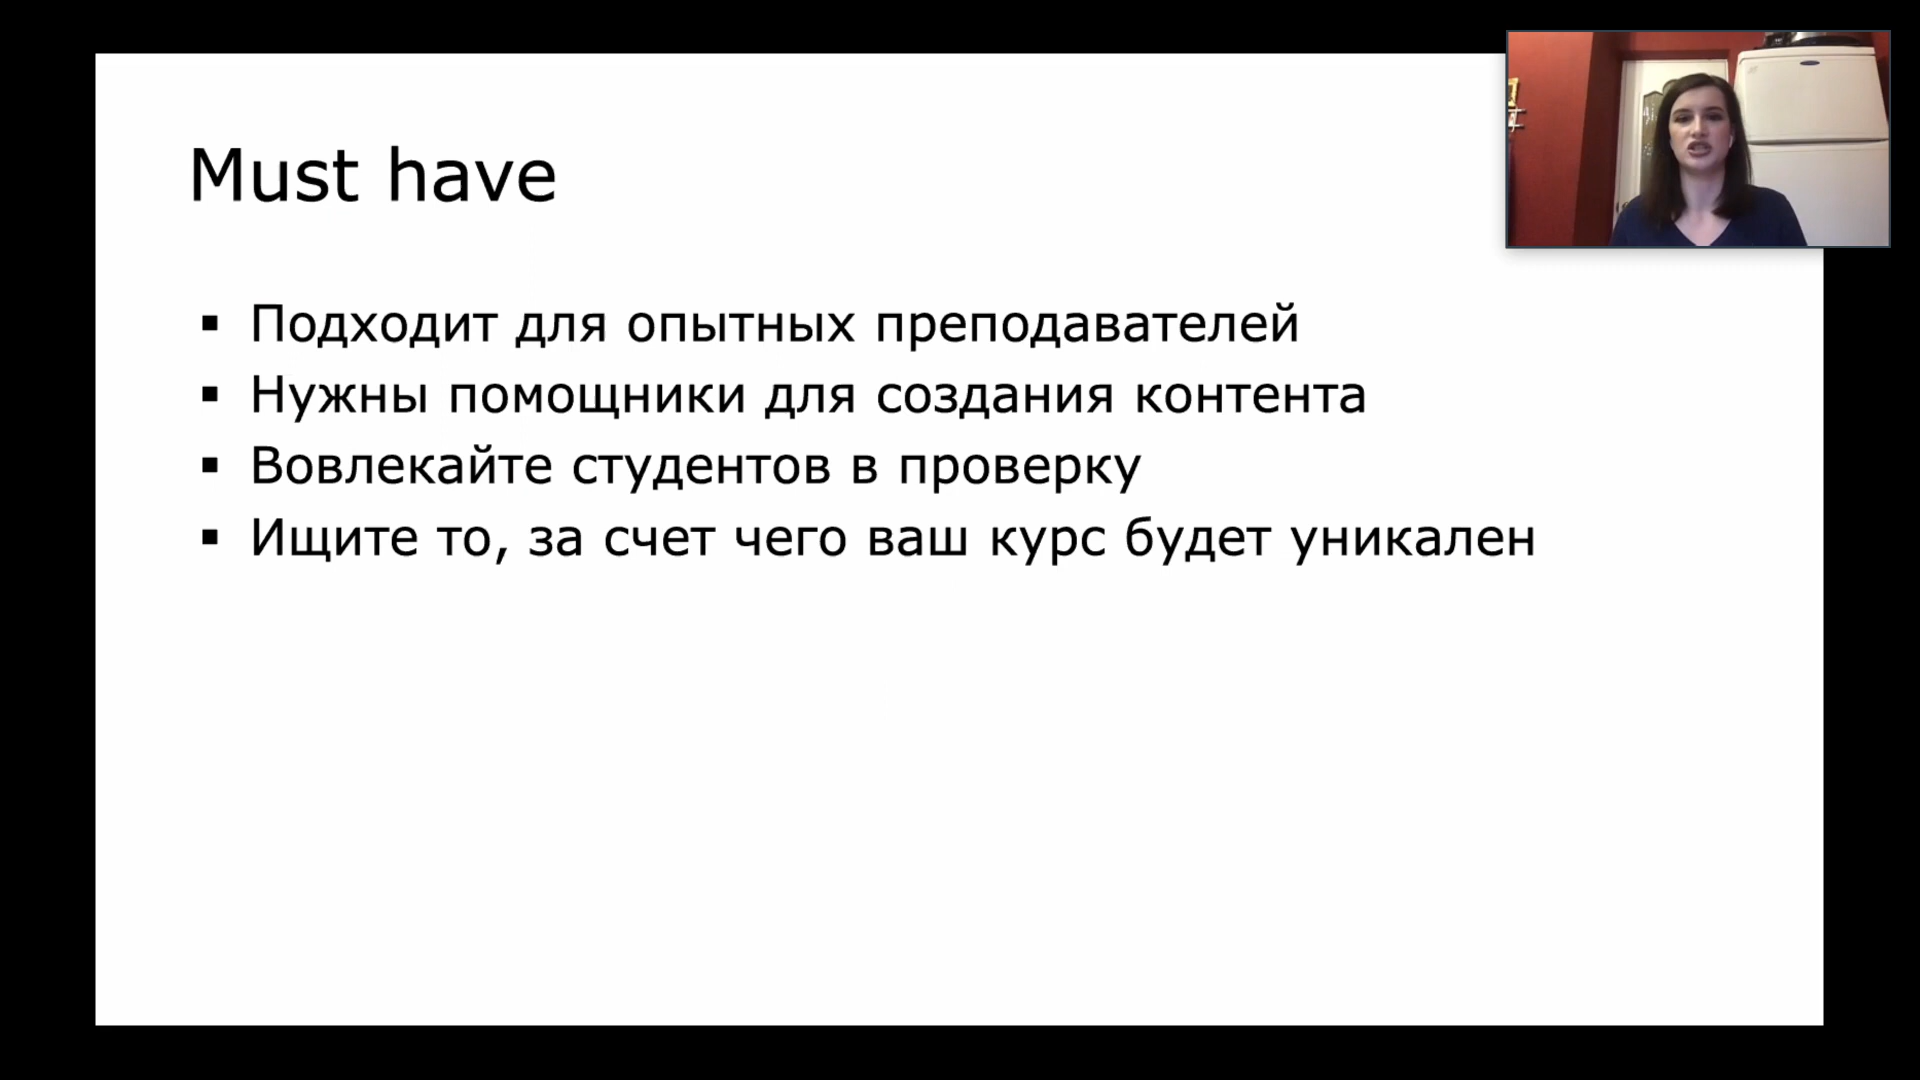 Must have
▪ Подходит для опытных преподавателей
▪ Нужны помощники для создания контента
▪ Вовлекайте студентов в проверку
▪ Ищите то, за счет чего ваш курс будет уникален